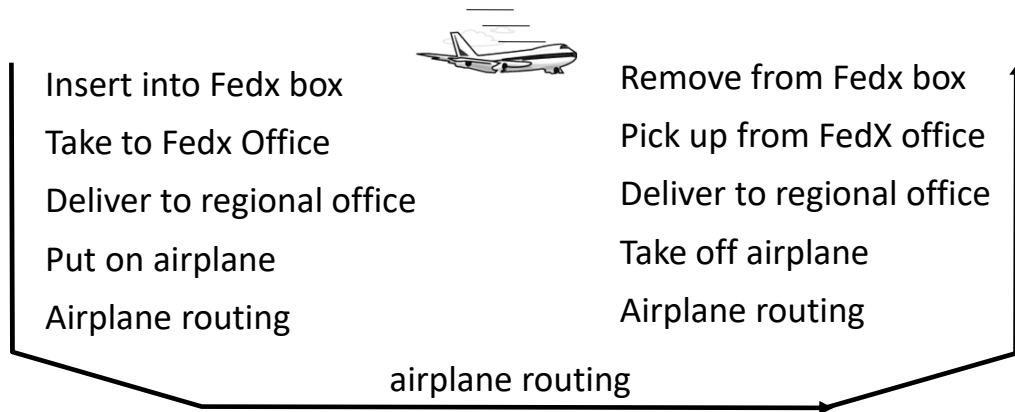 Insert into Fedx box
Take to Fedx Office
Deliver to regional office
Put on airplane
Airplane routing
Remove from Fedx box
Pick up from FedX office
Deliver to regional office
Take off airplane
Airplane routing
airplane routing